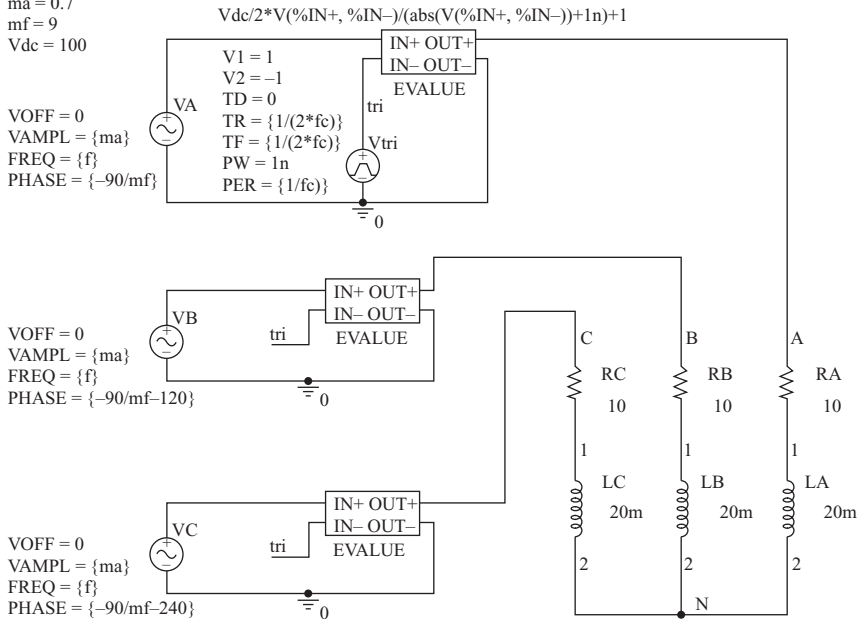 ma = 0.7
mf = 9
Vdc = 100
Vdc/2*V(%IN+, %IN–)/(abs(V(%IN+, %IN–))+1n)+1
IN+ OUT+
IN– OUT–
EVALUE
V1 = 1
V2 = –1
TD = 0
TR = {1/(2*fc)}
TF = {1/(2*fc)}
PW = 1n
PER = {1/fc)}
tri
Vtri
VA
VOFF = 0
VAMPL = {ma}
FREQ = {f}
PHASE = {–90/mf}
0
IN+ OUT+
IN– OUT–
EVALUE
VB
tri
VOFF = 0
VAMPL = {ma}
FREQ = {f}
PHASE = {–90/mf–120}
0
C
B
A
RC
10
RB
10
RA
10
1
1
1
LC
20m
LB
20m
LA
20m
2
2
2
N
IN+ OUT+
IN– OUT–
EVALUE
VC
tri
VOFF = 0
VAMPL = {ma}
FREQ = {f}
PHASE = {–90/mf–240}
0